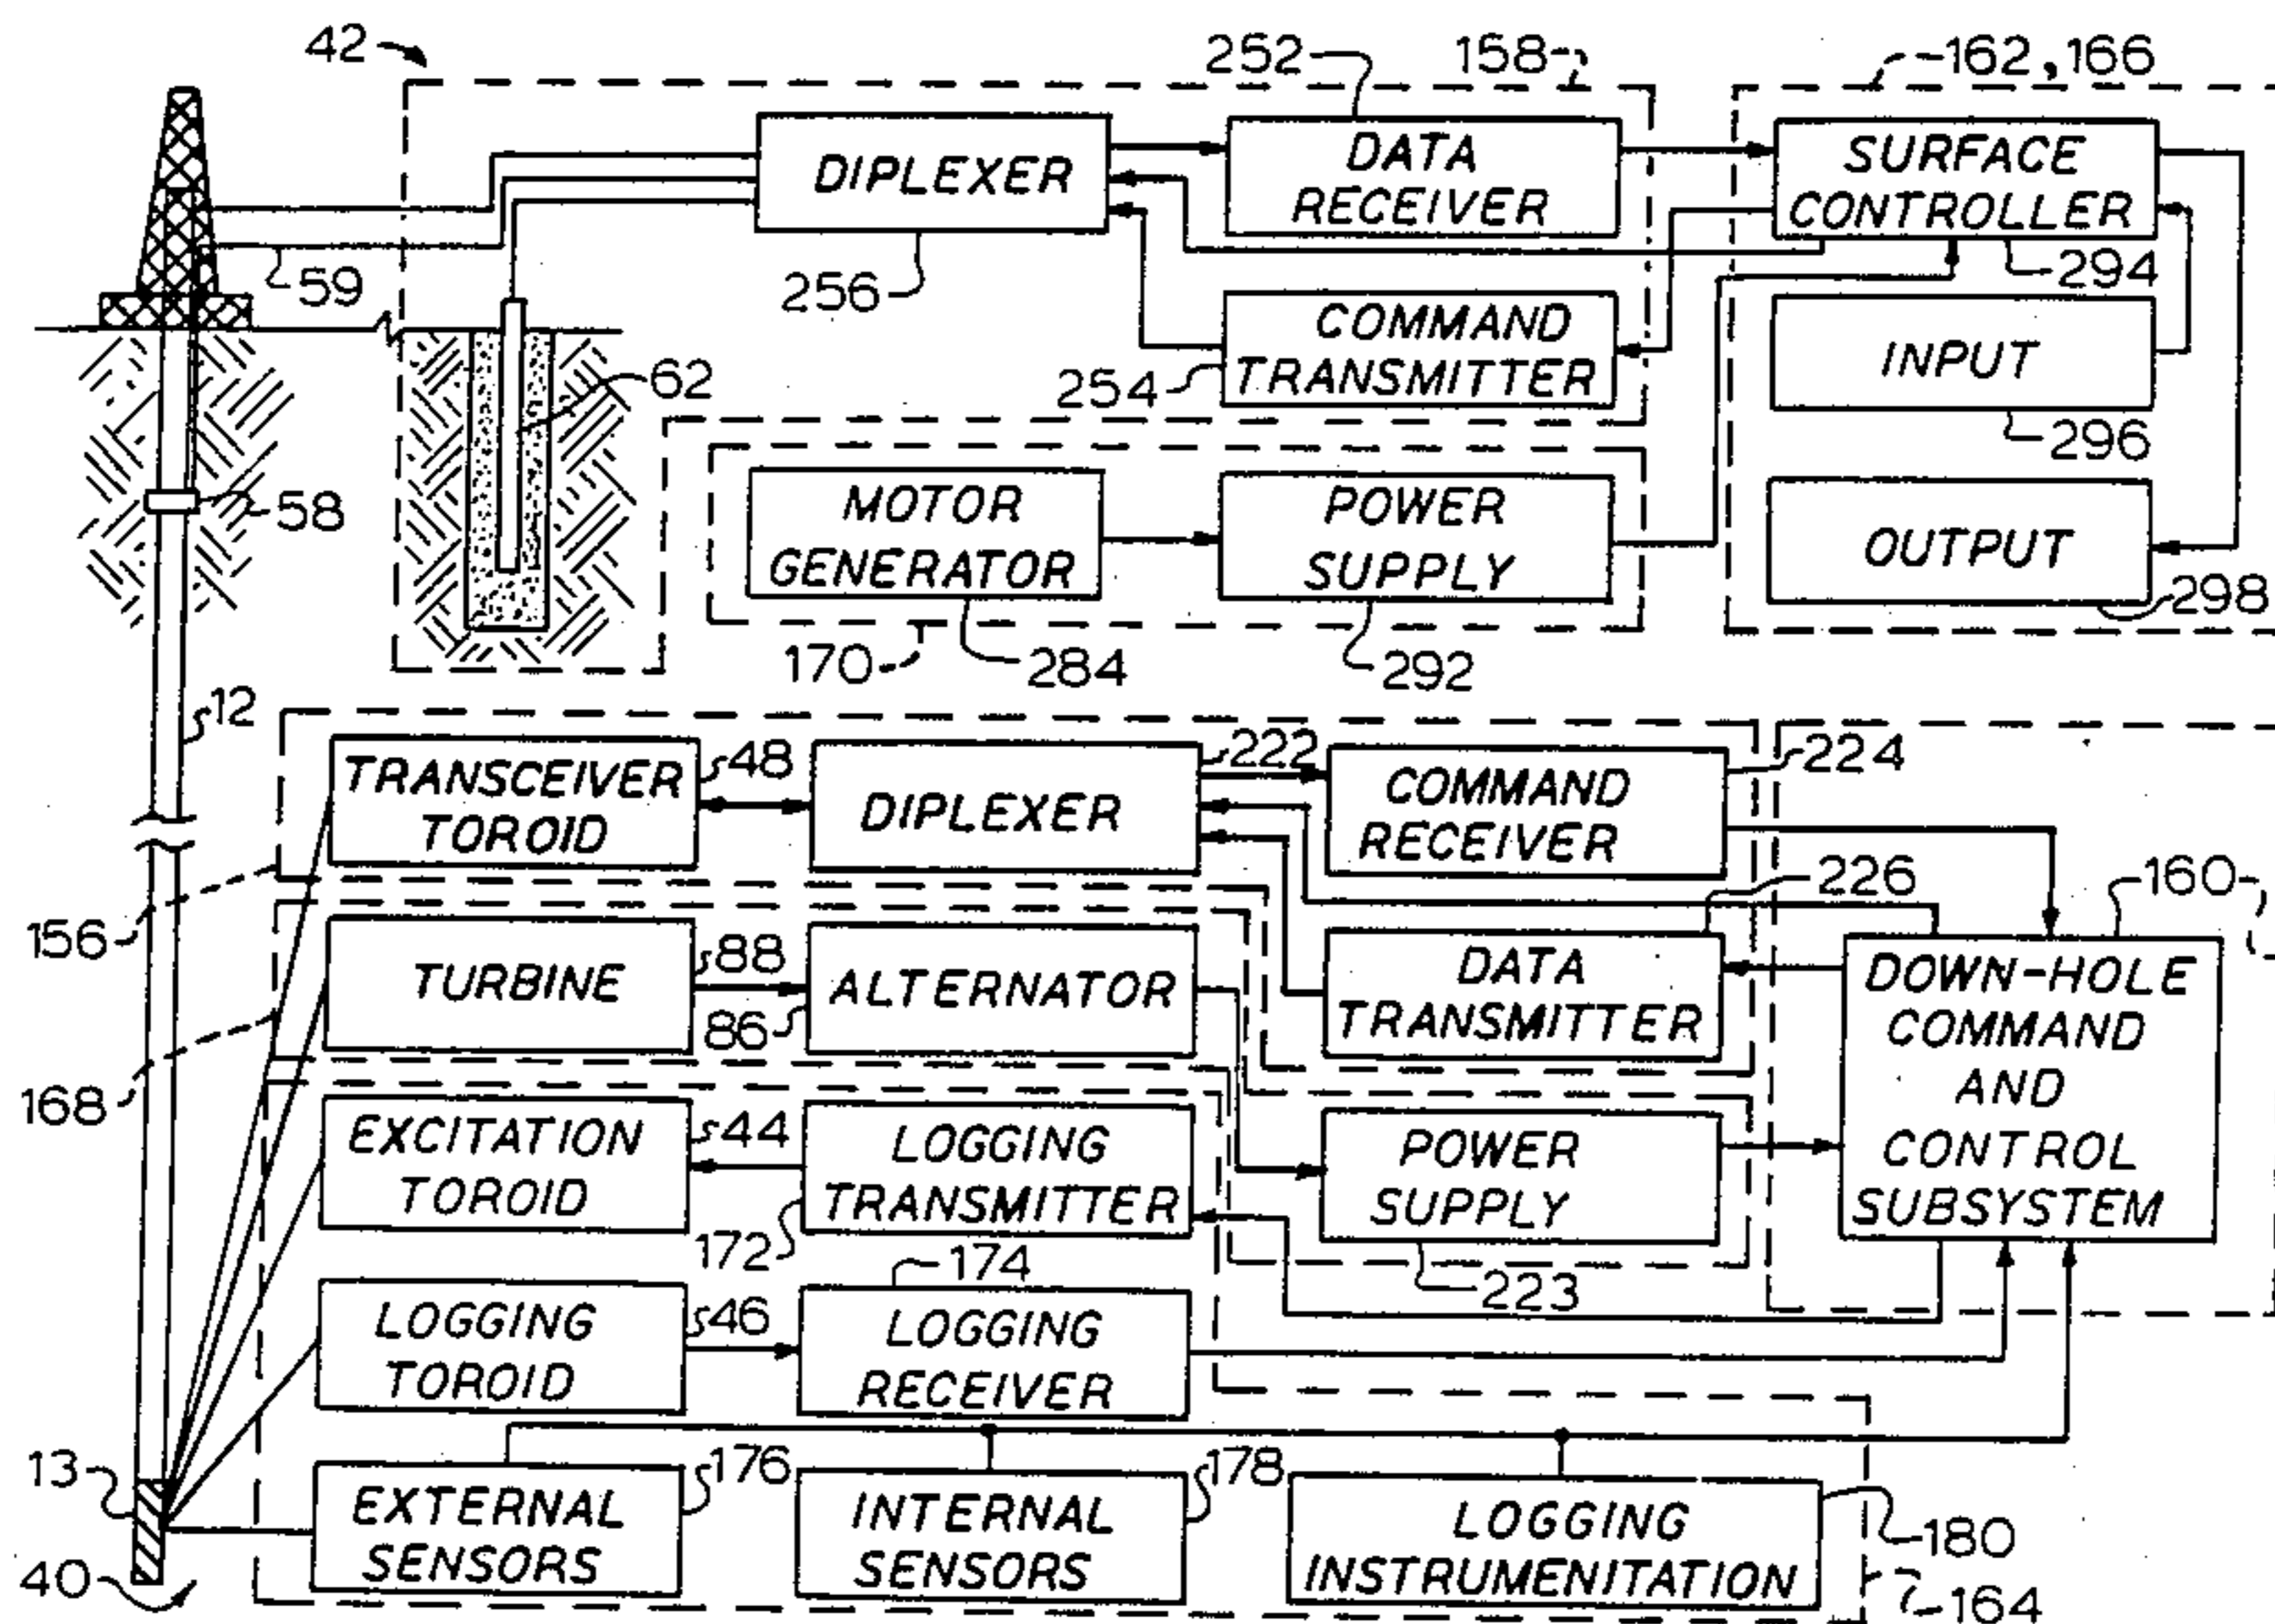 42
252
158
162, 166
DIPLEXER
DATA
RECEIVER
SURFACE
CONTROLLER
59
256
294
COMMAND
TRANSMITTER
254
INPUT
296
62
58
MOTOR
GENERATOR
POWER
SUPPLY
OUTPUT
298
170
284
292
12
TRANSCEIVER
TOROID
48
DIPLEXER
222
COMMAND
RECEIVER
224
156
226
160
TURBINE
88
86
ALTERNATOR
DATA
TRANSMITTER
DOWN-HOLE
COMMAND
AND
CONTROL
SUBSYSTEM
168
EXCITATION
TOROID
44
LOGGING
TRANSMITTER
172
POWER
SUPPLY
223
174
LOGGING
TOROID
46
LOGGING
RECEIVER
13
EXTERNAL
SENSORS
176
INTERNAL
SENSORS
178
LOGGING
INSTRUMENITATION
180
40
164